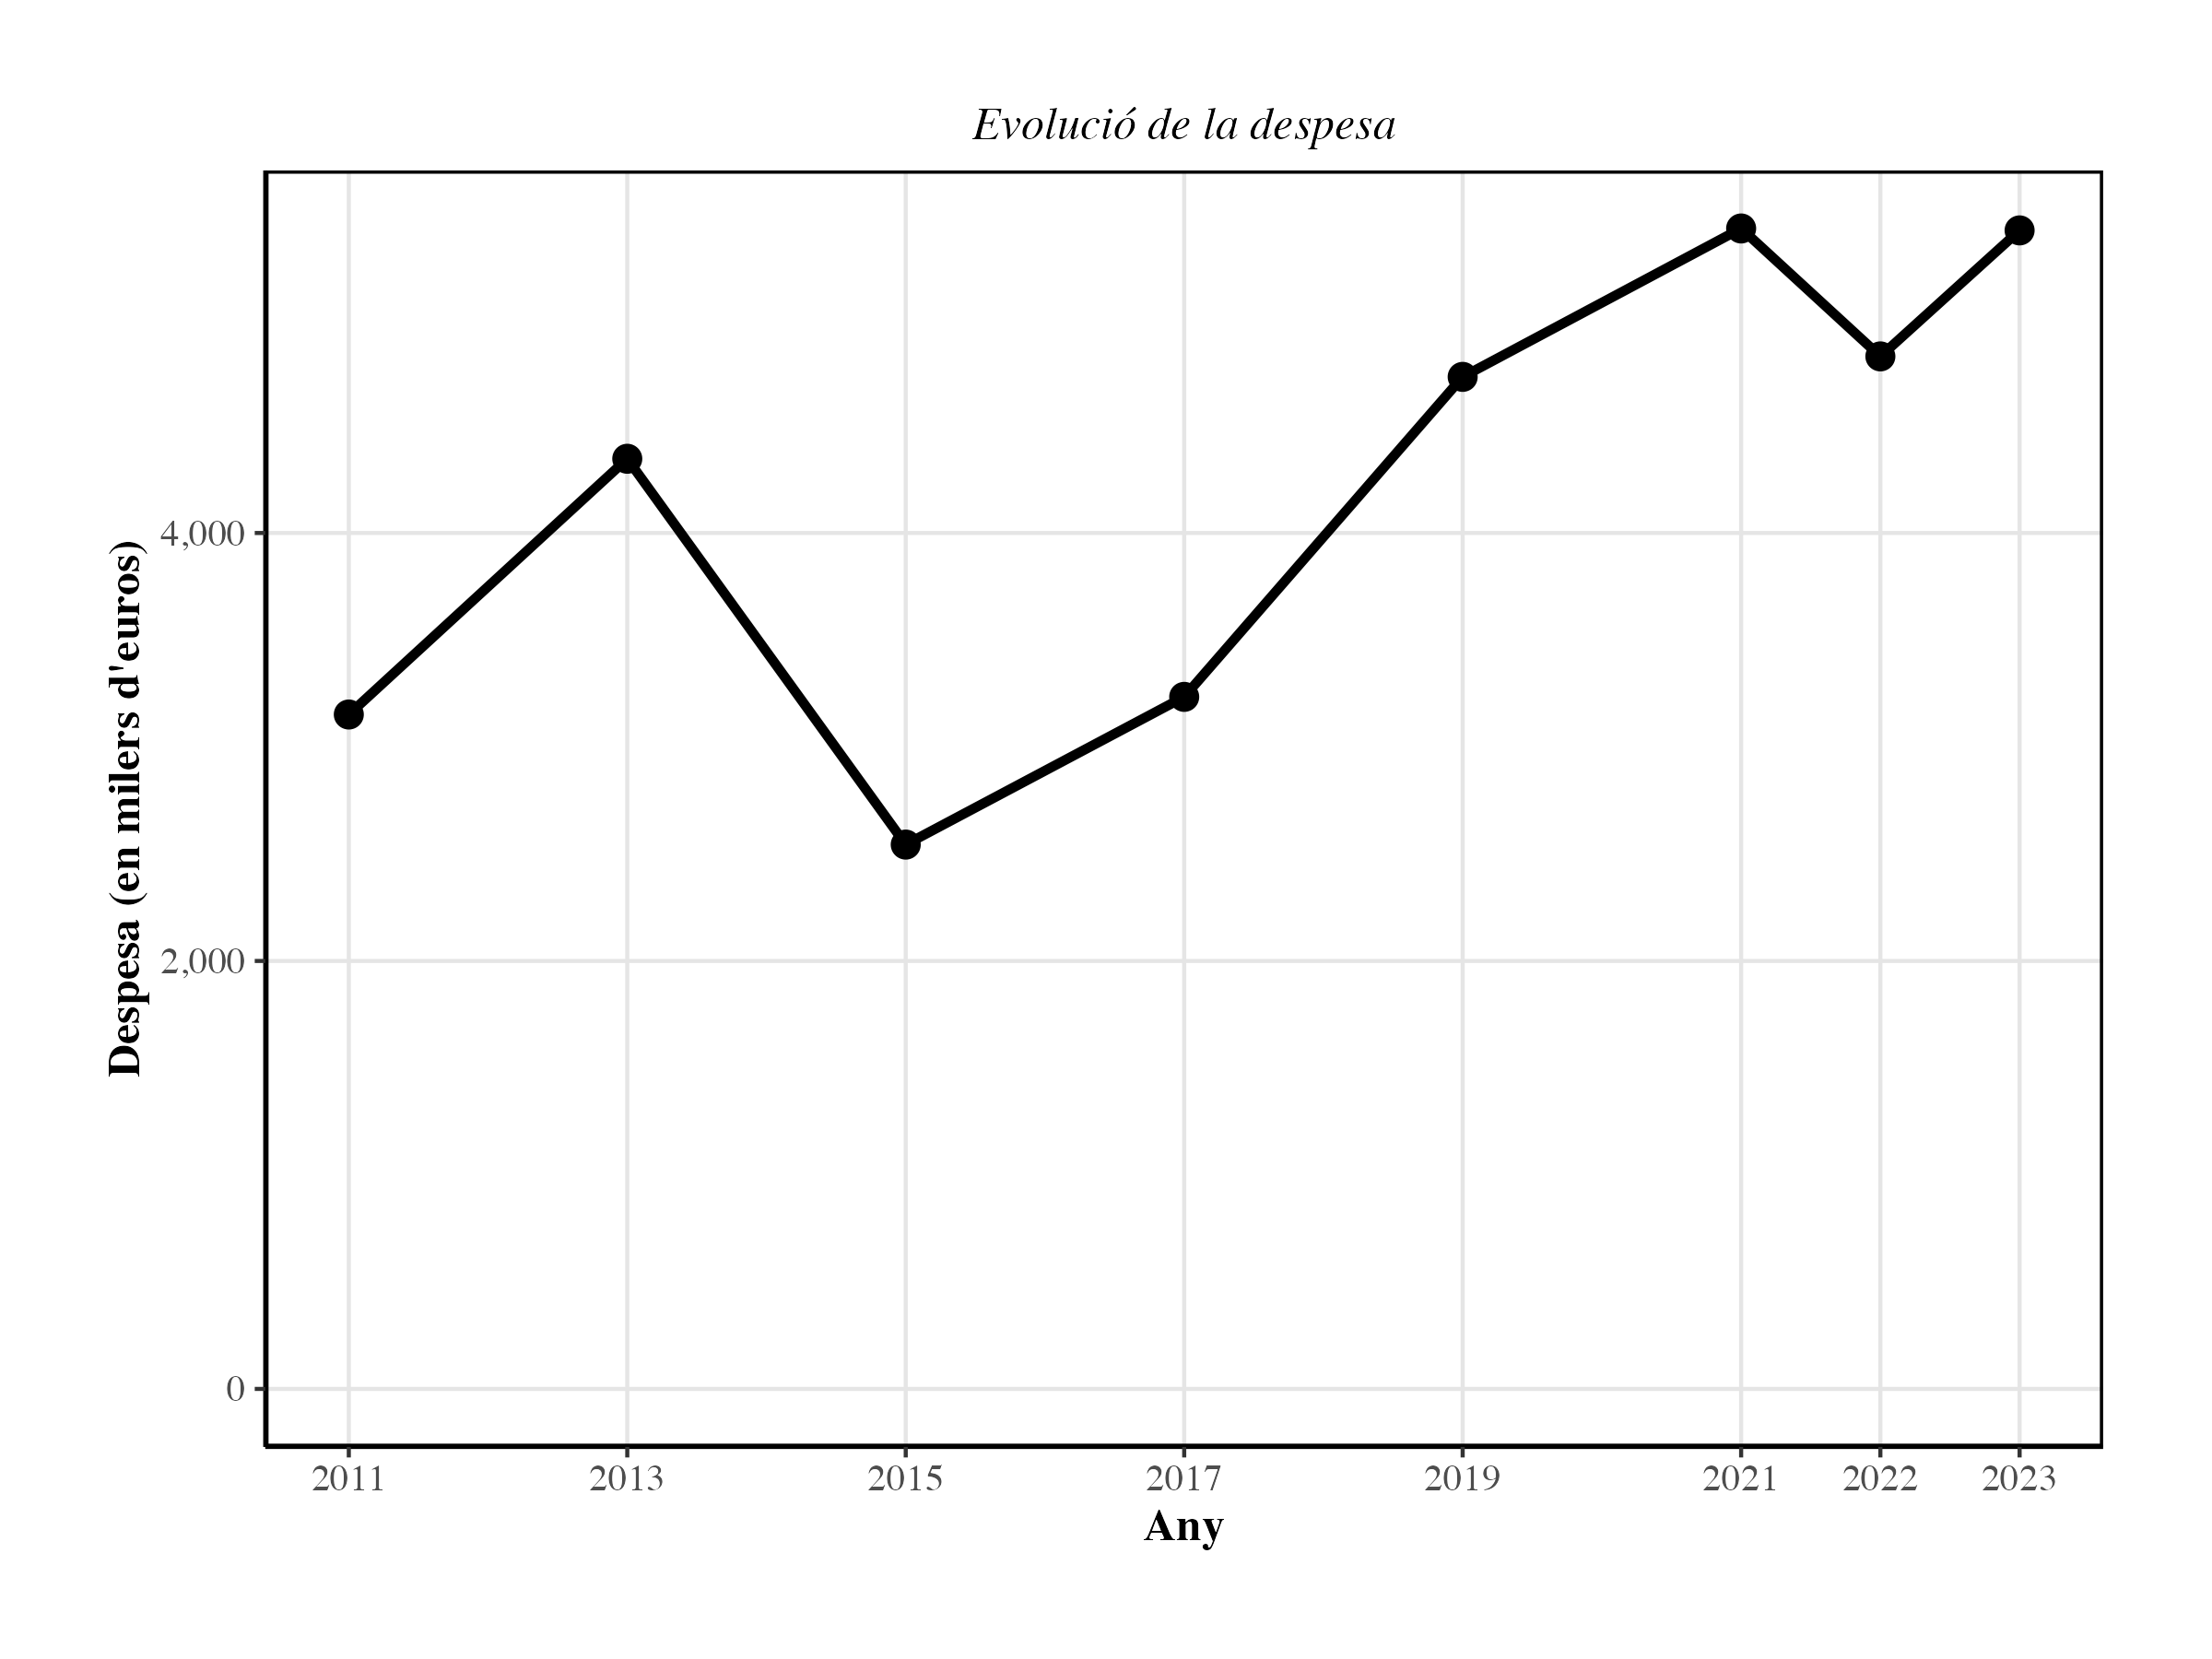 Evolució de la despesa
Despesa (en milers d'euros)
4,000
2,000
0
2011 2013 2015 2017 2019 2021 2022 2023
Any